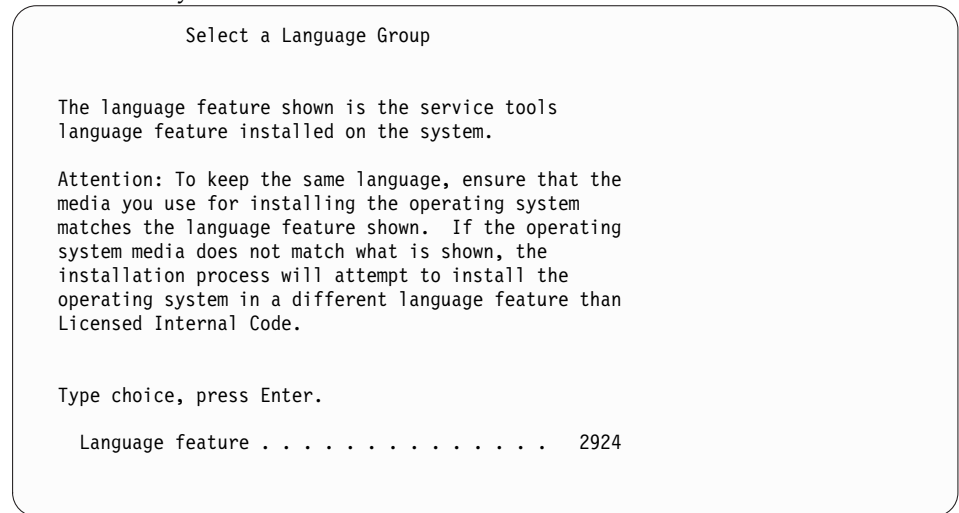 Select a Language Group
The language feature shown is the service tools
language feature installed on the system.
Attention: To keep the same language, ensure that the
media you use for installing the operating system
matches the language feature shown. If the operating
system media does not match what is shown, the
installation process will attempt to install the
operating system in a different language feature than
Licensed Internal Code.
Type choice, press Enter.
Language feature . . . . . . . . . . . . . . 2924